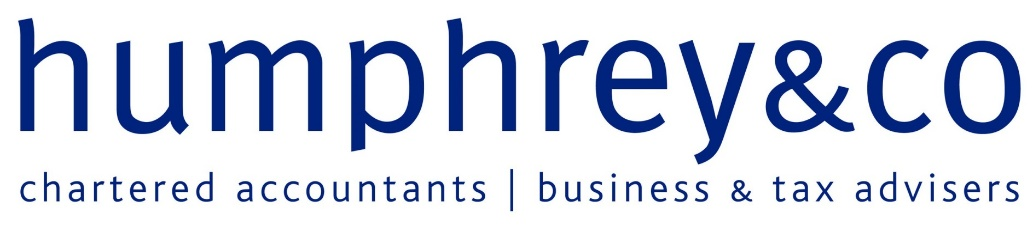 humphrey&co
chartered accountants | business & tax advisers